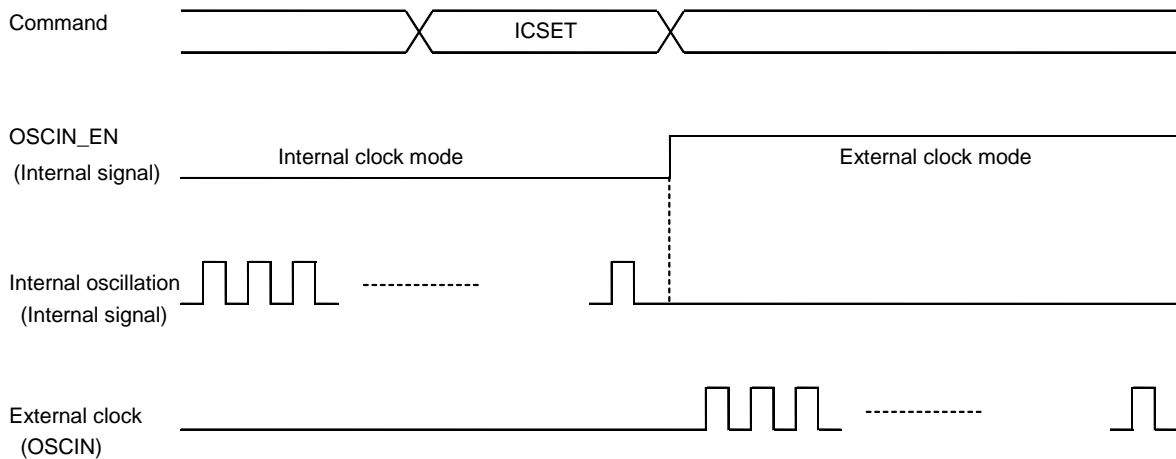 Command
ICSET
OSCIN_EN
(Internal signal)
Internal clock mode
External clock mode
Internal oscillation
(Internal signal)
External clock
(OSCIN)